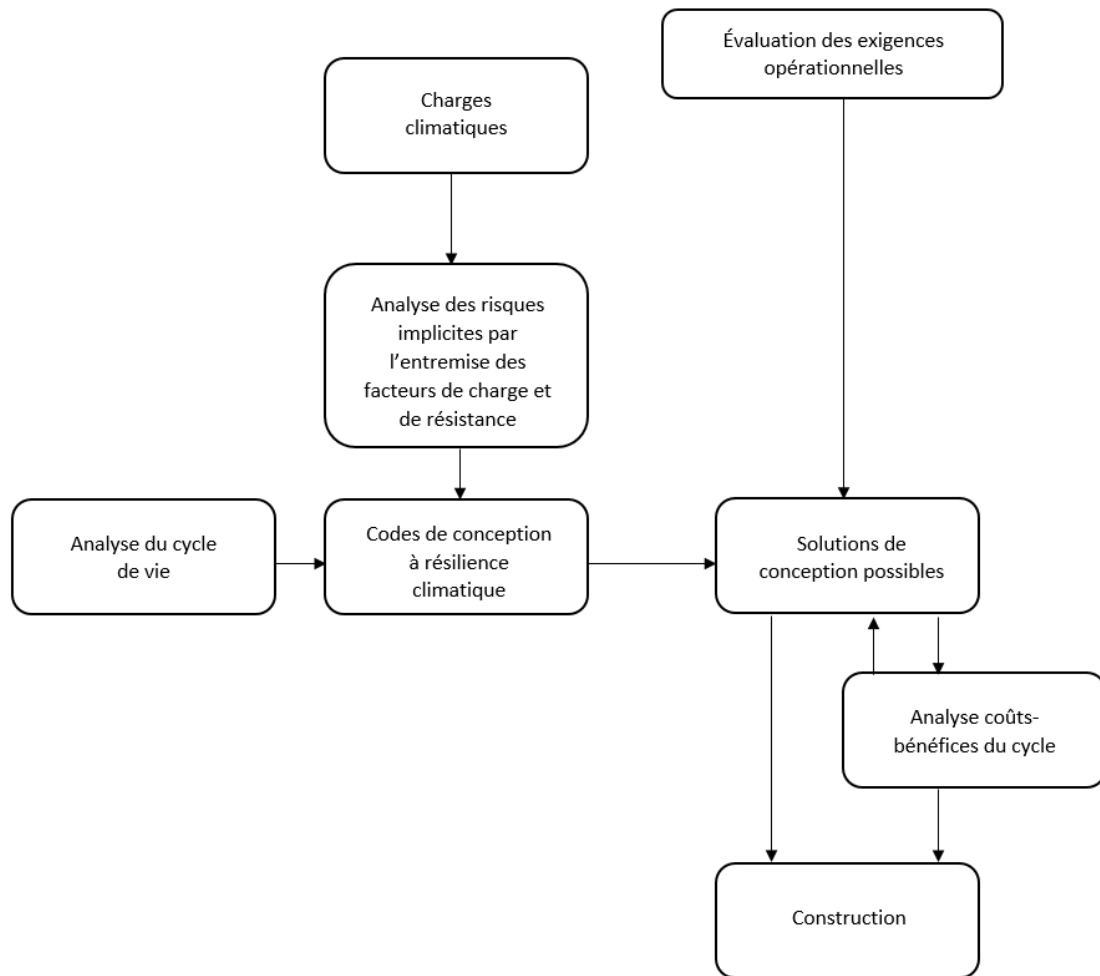 Évaluation des exigences
opérationnelles
Charges
climatiques
Analyse des risques
implicites par
l’entremise des
facteurs de charge et
de résistance
Analyse du cycle
de vie
Codes de conception
à résilience
climatique
Solutions de
conception possibles
Analyse coûts-
bénéfices du cycle
Construction